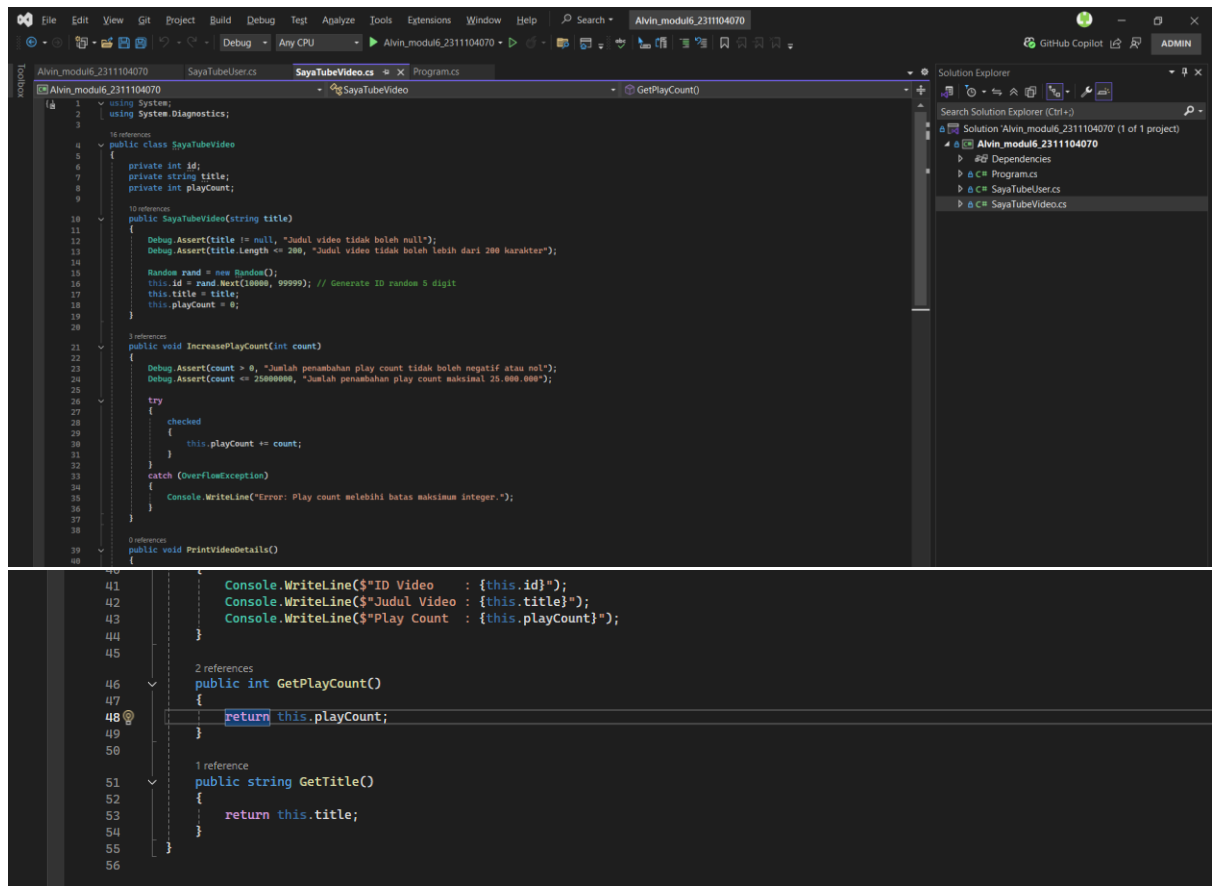 File Edit View Git Project Build Debug Test Analyze Tools Extensions Window Help Search Alvin_modul6_2311104070
Debug Any CPU Alvin_modul6_2311104070 GitHub Copilot ADMIN
Toolbox
Alvin_modul6_2311104070 SayaTubeUser.cs SayaTubeVideo.cs Program.cs
Alvin_modul6_2311104070 SayaTubeVideo GetPlayCount()
1 using System;
2 using System.Diagnostics;
3
16 references
4 public class SayaTubeVideo
5 {
6 private int id;
7 private string title;
8 private int playCount;
9
10 references
10 public SayaTubeVideo(string title)
11 {
12 Debug.Assert(title != null, "Judul video tidak boleh null");
13 Debug.Assert(title.Length <= 200, "Judul video tidak boleh lebih dari 200 karakter");
14
15 Random rand = new Random();
16 this.id = rand.Next(10000, 99999); // Generate ID random 5 digit
17 this.title = title;
18 this.playCount = 0;
19 }
20
3 references
21 public void IncreasePlayCount(int count)
22 {
23 Debug.Assert(count > 0, "Jumlah penambahan play count tidak boleh negatif atau nol");
24 Debug.Assert(count <= 25000000, "Jumlah penambahan play count maksimal 25.000.000");
25
26 try
27 {
28 checked
29 {
30 this.playCount += count;
31 }
32 }
33 catch (OverflowException)
34 {
35 Console.WriteLine("Error: Play count melebihi batas maksimum integer.");
36 }
37 }
38
0 references
39 public void PrintVideoDetails()
40 {
Solution Explorer
Search Solution Explorer (Ctrl+;)
Solution 'Alvin_modul6_2311104070' (1 of 1 project)
Alvin_modul6_2311104070
Dependencies
C# Program.cs
C# SayaTubeUser.cs
C# SayaTubeVideo.cs
40 {
41 Console.WriteLine($"ID Video    : {this.id}");
42 Console.WriteLine($"Judul Video : {this.title}");
43 Console.WriteLine($"Play Count  : {this.playCount}");
44 }
45
2 references
46 public int GetPlayCount()
47 {
48 return this.playCount;
49 }
50
1 reference
51 public string GetTitle()
52 {
53 return this.title;
54 }
55 }
56